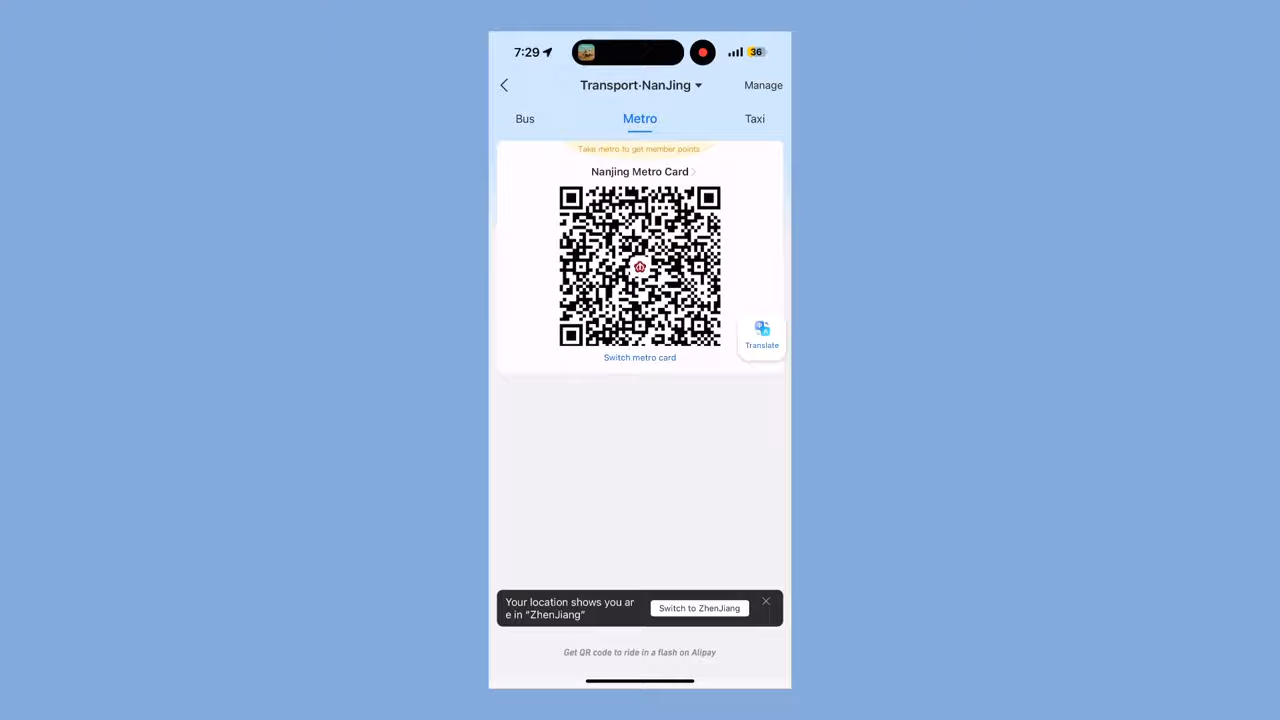 7:29
36
Transport·NanJing
Manage
Bus
Metro
Taxi
Take metro to get member points
Nanjing Metro Card
Translate
Switch metro card
Your location shows you ar
e in “ZhenJiang”
Switch to ZhenJiang
Get QR code to ride in a flash on Alipay